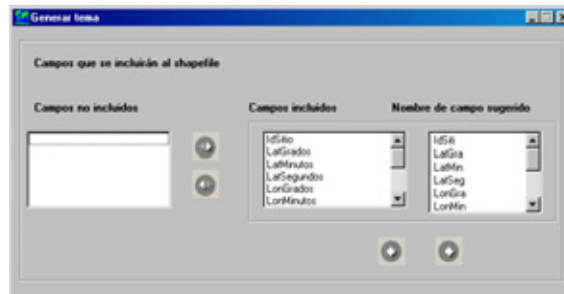 Generar tema
Campos que se incluirán al shapefile
Campos no incluidos
Campos incluidos
Nombre de campo sugerido
IdSitio
LatGrados
LatMinutos
LatSegundos
LonGrados
LonMinutos
IdSiti
LatGra
LatMin
LatSeg
LonGra
LonMin